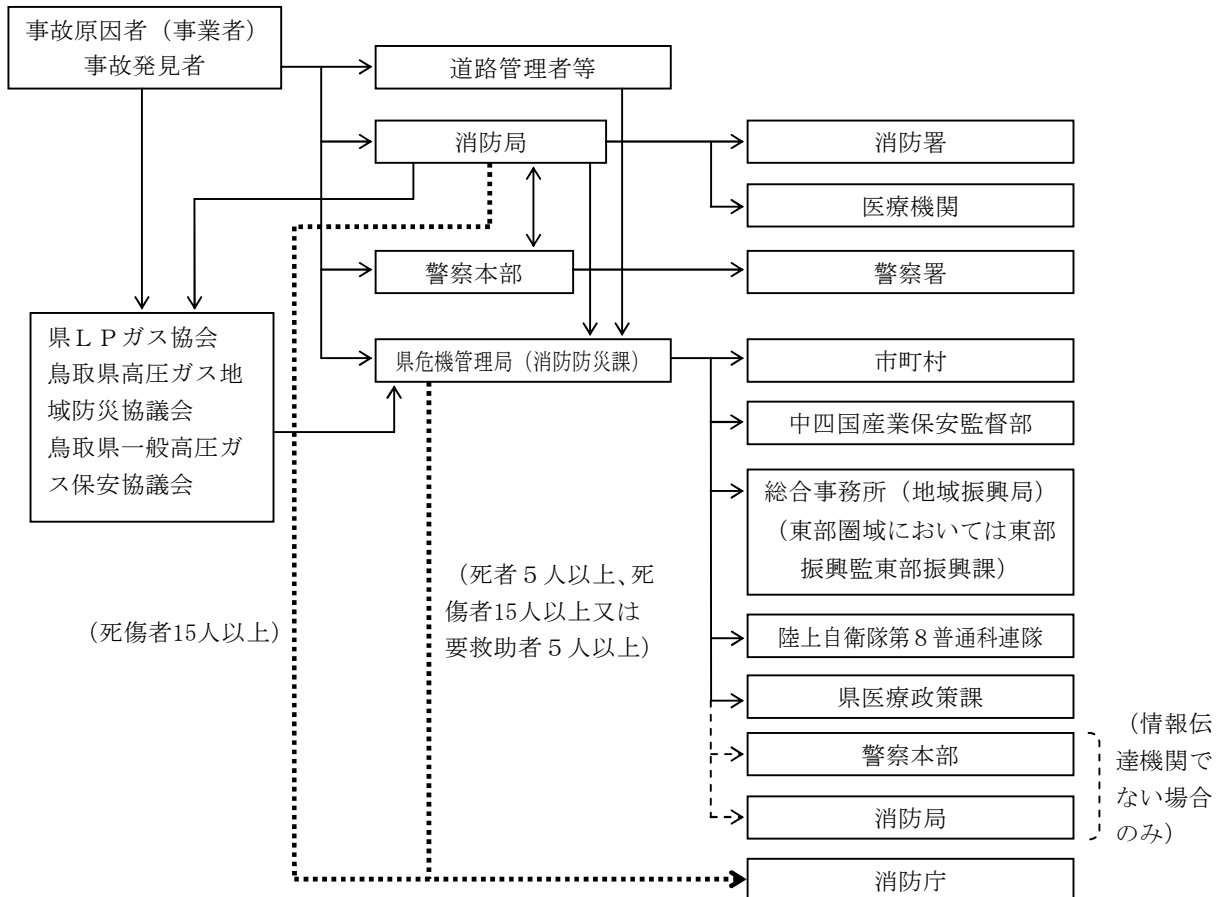 事故原因者（事業者）
事故発見者
道路管理者等
消防局
消防署
医療機関
警察本部
警察署
県ＬＰガス協会
鳥取県高圧ガス地
域防災協議会
鳥取県一般高圧ガ
ス保安協議会
県危機管理局（消防防災課）
市町村
中四国産業保安監督部
総合事務所（地域振興局）
（東部圏域においては東部
振興監東部振興課）
（死者５人以上、死
傷者15人以上又は
要救助者５人以上）
（死傷者15人以上）
陸上自衛隊第８普通科連隊
県医療政策課
警察本部
消防局
（情報伝
達機関で
ない場合
のみ）
消防庁